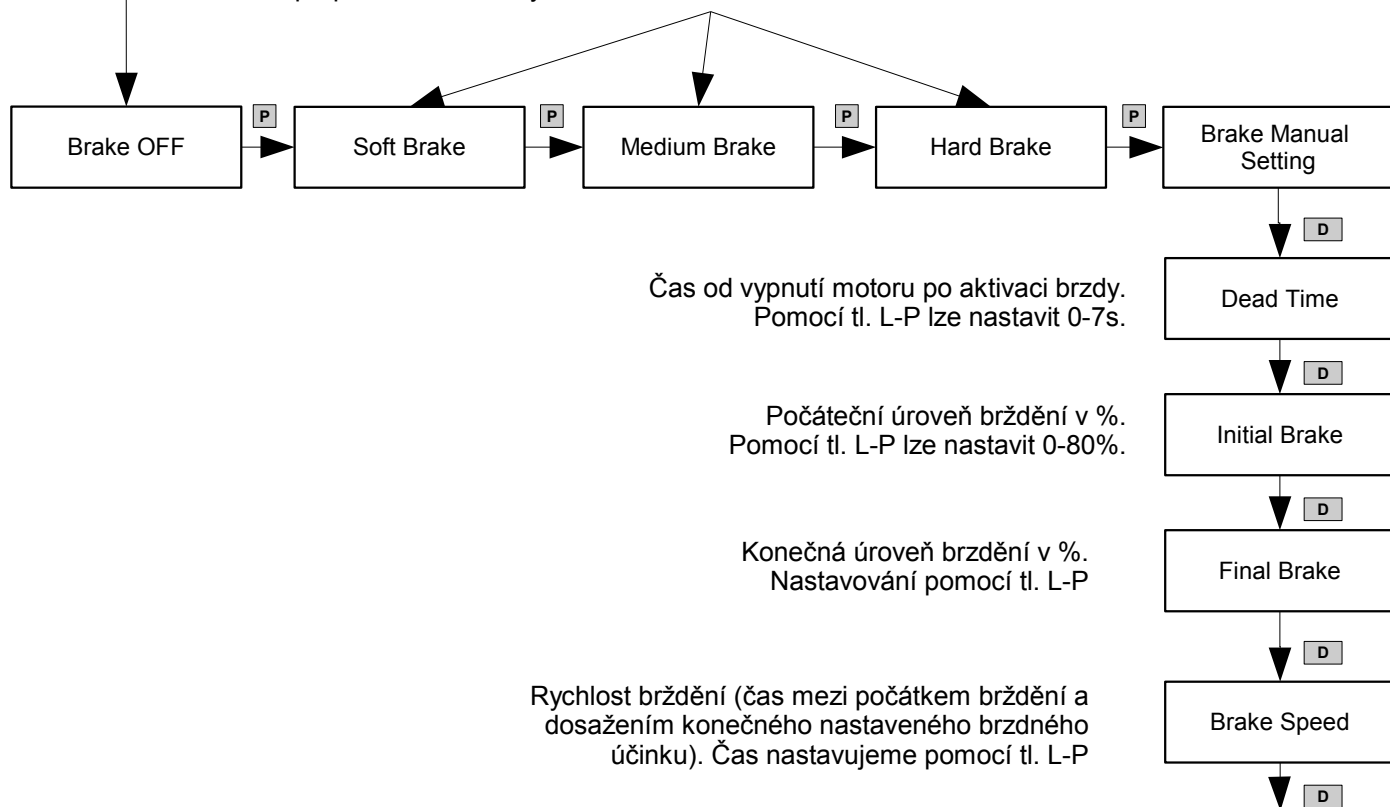 P
P
P
P
Brake OFF
Soft Brake
Medium Brake
Hard Brake
Brake Manual
Setting
D
Čas od vypnutí motoru po aktivaci brzdy.
Pomocí tl. L-P lze nastavit 0-7s.
Dead Time
D
Počáteční úroveň brždění v %.
Pomocí tl. L-P lze nastavit 0-80%.
Initial Brake
D
Konečná úroveň brzdění v %.
Nastavování pomocí tl. L-P
Final Brake
D
Rychlost brždění (čas mezi počátkem brždění a
dosažením konečného nastaveného brzdného
účinku). Čas nastavujeme pomocí tl. L-P
Brake Speed
D